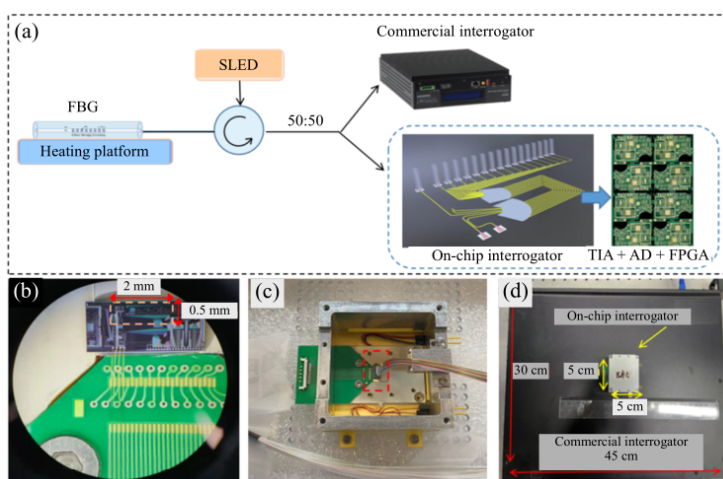 (a)
Commercial interrogator
SLED
FBG
50:50
Heating platform
On-chip interrogator
TIA + AD + FPGA
(b)
2 mm
0.5 mm
(c)
(d)
On-chip interrogator
30 cm
5 cm
5 cm
Commercial interrogator
45 cm